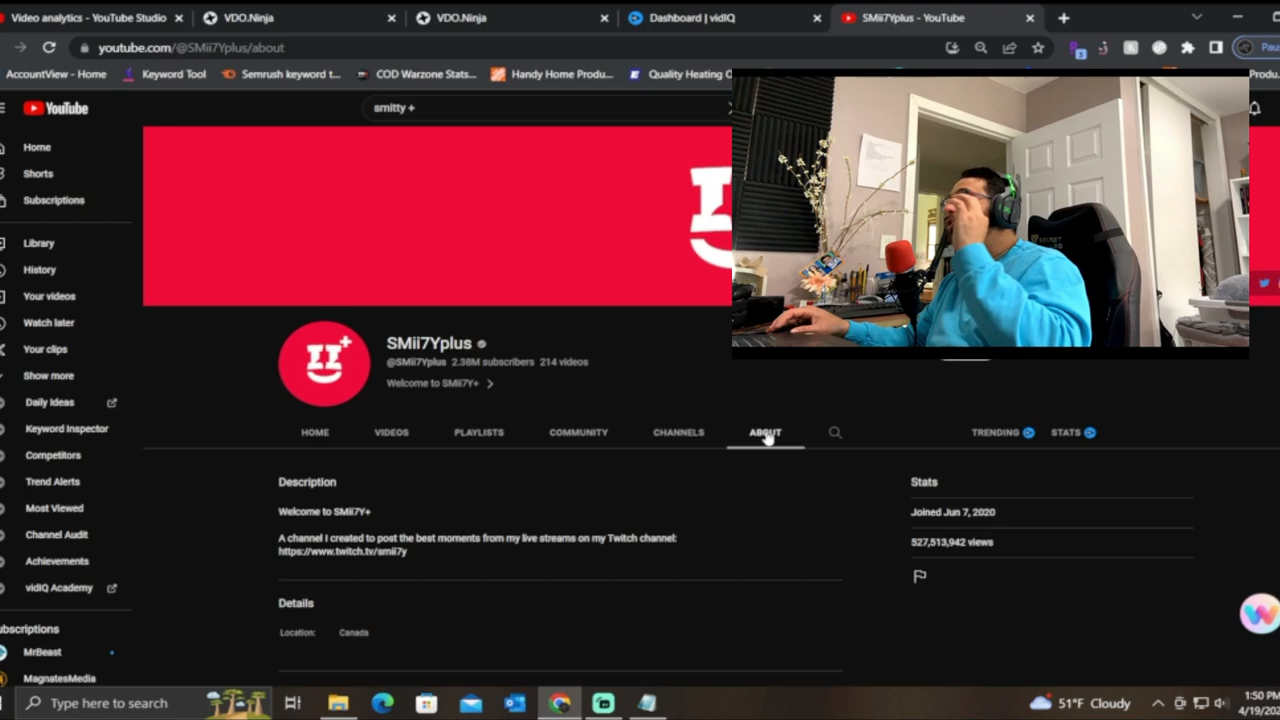 Video analytics - YouTube Studio
VDO.Ninja
VDO.Ninja
Dashboard | vidIQ
SMii7Yplus - YouTube
youtube.com/@SMii7Yplus/about
Pau
AccountView - Home
Keyword Tool
Semrush keyword t...
COD Warzone Stats...
Handy Home Produ...
Quality Heating C
Produ...
YouTube
smitty +
Home
Shorts
Subscriptions
Library
History
Your videos
Watch later
Your clips
Show more
Daily Ideas
Keyword Inspector
Competitors
Trend Alerts
Most Viewed
Channel Audit
Achievements
vidIQ Academy
ubscriptions
MrBeast
MagnatesMedia
SMii7Yplus
@SMii7Yplus 2.38M subscribers 214 videos
Welcome to SMii7Y+
HOME
VIDEOS
PLAYLISTS
COMMUNITY
CHANNELS
ABOUT
TRENDING
STATS
Description
Welcome to SMii7Y+
A channel I created to post the best moments from my live streams on my Twitch channel:
https://www.twitch.tv/smii7y
Details
Location: Canada
Stats
Joined Jun 7, 2020
527,513,942 views
Type here to search
51°F Cloudy
1:50 PM
4/19/202